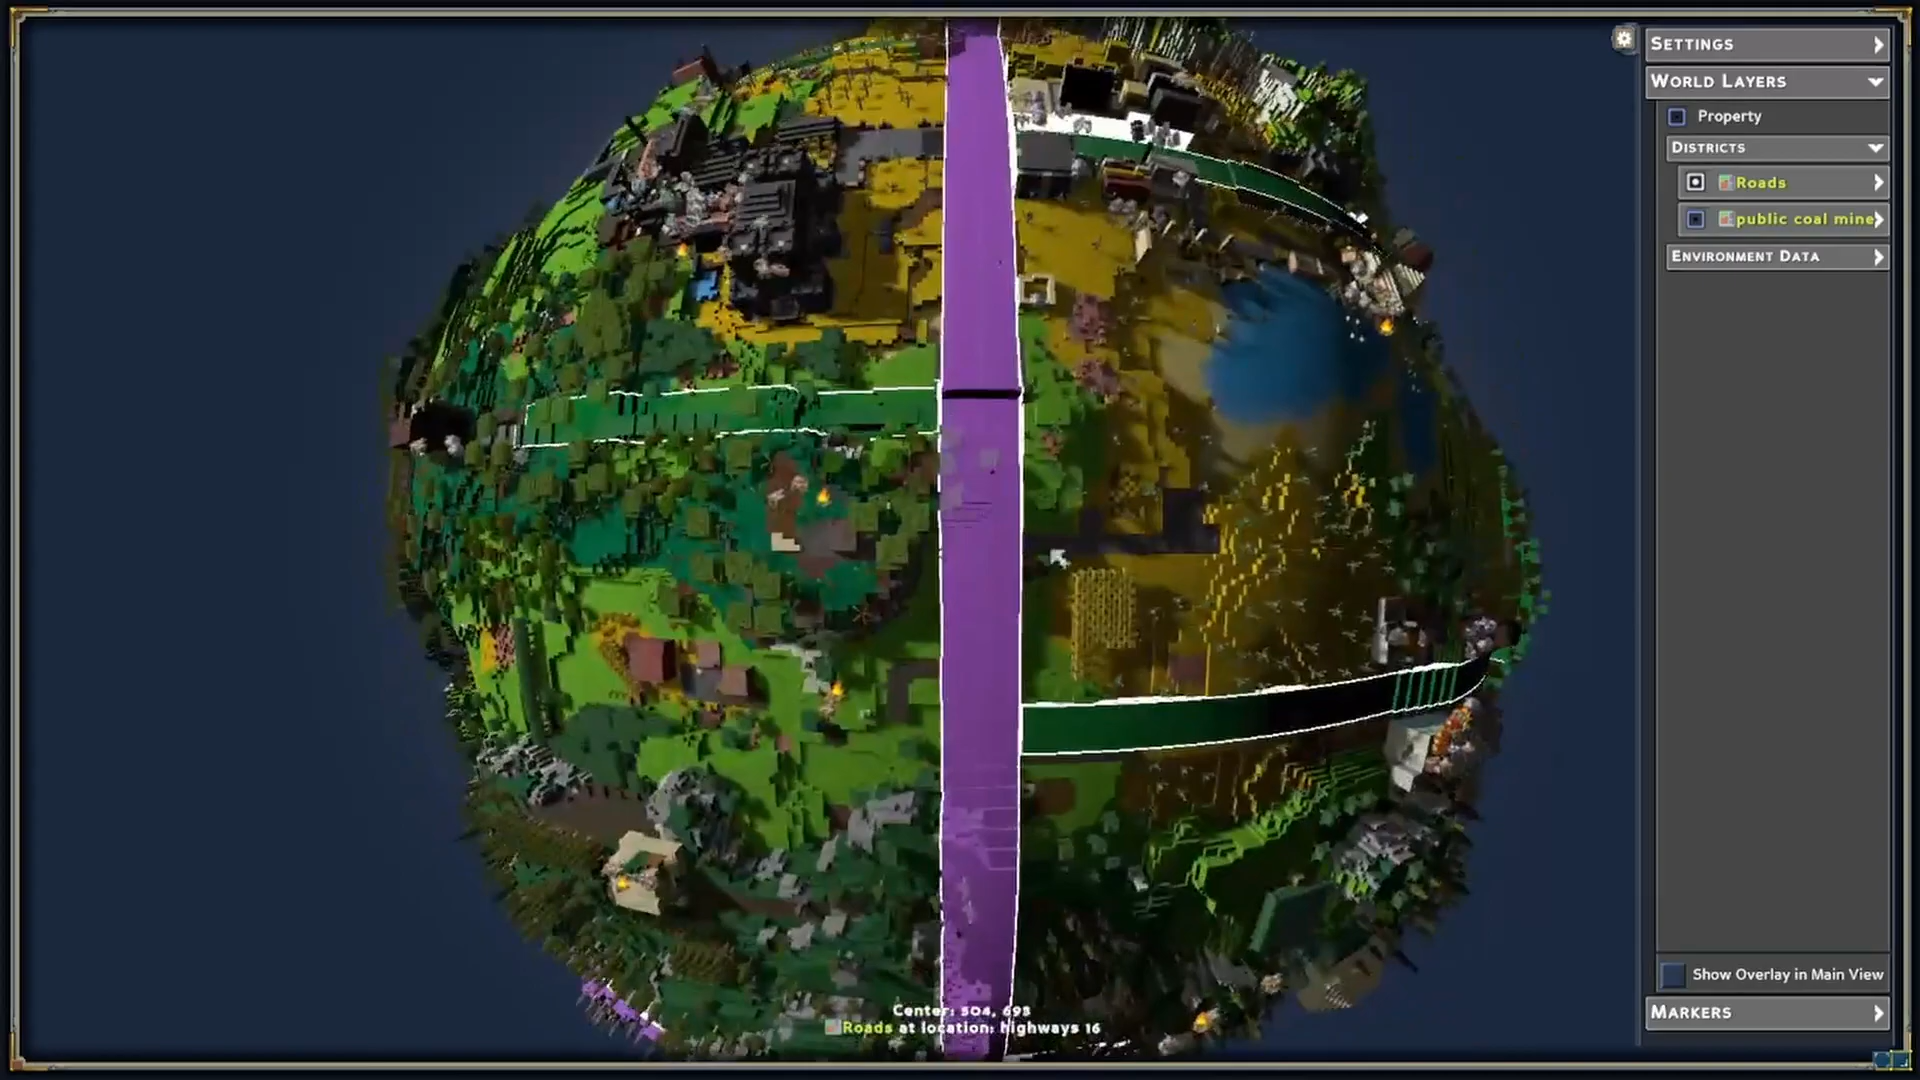 SETTINGS
WORLD LAYERS
Property
DISTRICTS
Roads
public coal mine
ENVIRONMENT DATA
Center: 504, 693
Roads at location: highways 16
Show Overlay in Main View
MARKERS